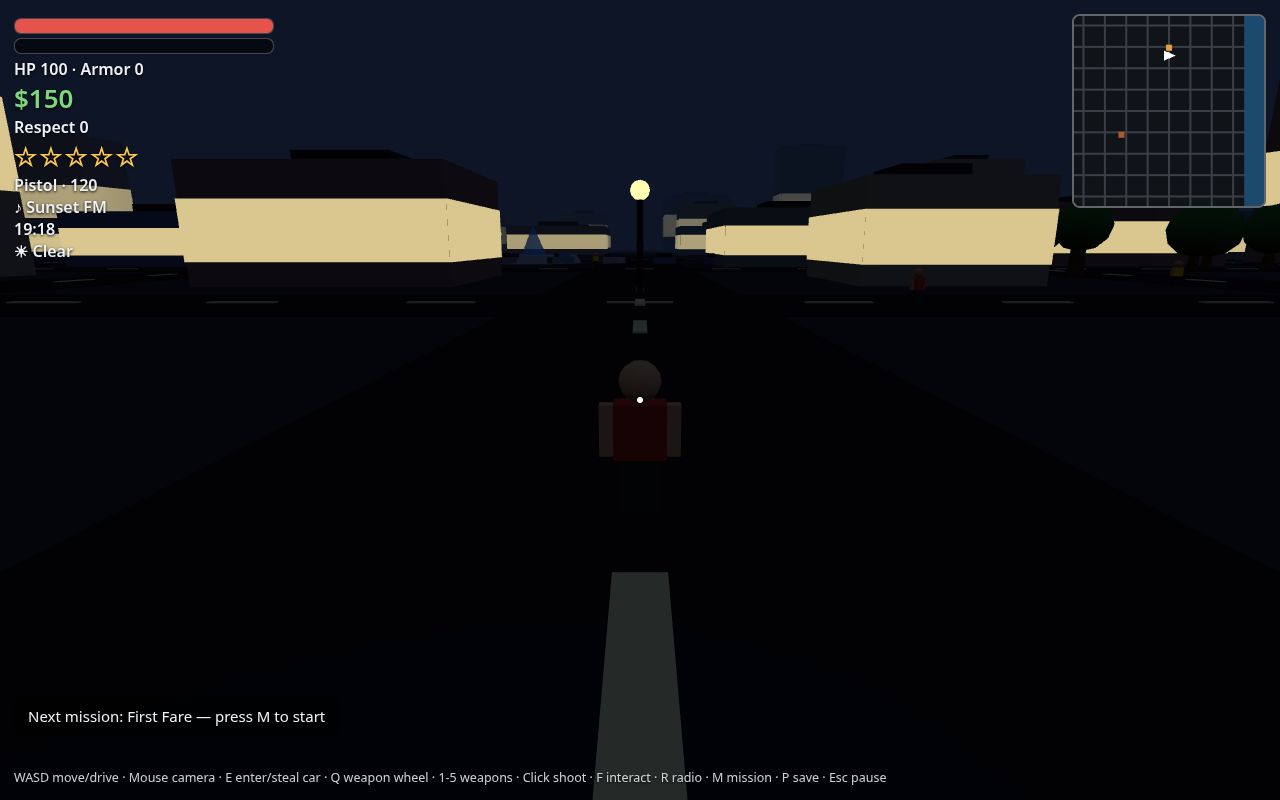 HP 100 · Armor 0
$150
Respect 0
☆☆☆☆☆
Pistol · 120
♪ Sunset FM
19:18
☀ Clear
Next mission: First Fare — press M to start
WASD move/drive · Mouse camera · E enter/steal car · Q weapon wheel · 1-5 weapons · Click shoot · F interact · R radio · M mission · P save · Esc pause